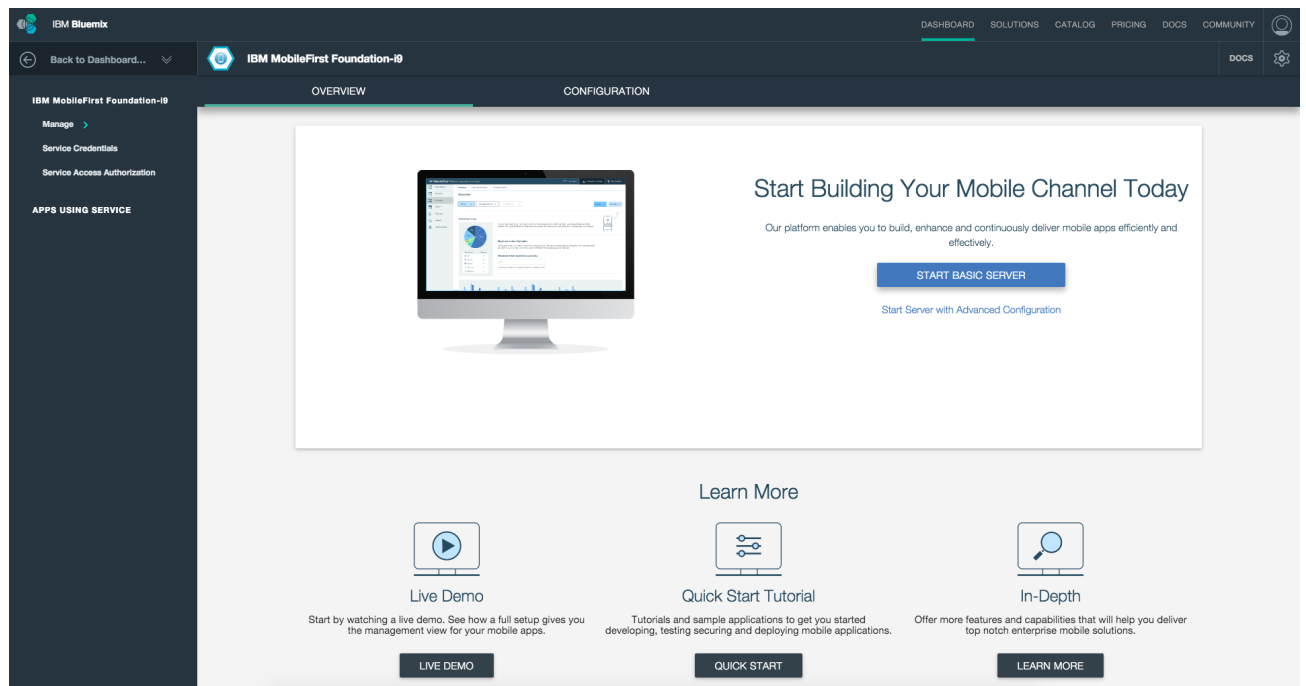 IBM Bluemix
DASHBOARD SOLUTIONS CATALOG PRICING DOCS COMMUNITY
Back to Dashboard...
IBM MobileFirst Foundation-i9
DOCS
IBM MobileFirst Foundation-i9
Manage
Service Credentials
Service Access Authorization
APPS USING SERVICE
OVERVIEW CONFIGURATION
Start Building Your Mobile Channel Today
Our platform enables you to build, enhance and continuously deliver mobile apps efficiently and
effectively.
START BASIC SERVER
Start Server with Advanced Configuration
Learn More
Live Demo
Start by watching a live demo. See how a full setup gives you
the management view for your mobile apps.
LIVE DEMO
Quick Start Tutorial
Tutorials and sample applications to get you started
developing, testing securing and deploying mobile applications.
QUICK START
In-Depth
Offer more features and capabilities that will help you deliver
top notch enterprise mobile solutions.
LEARN MORE